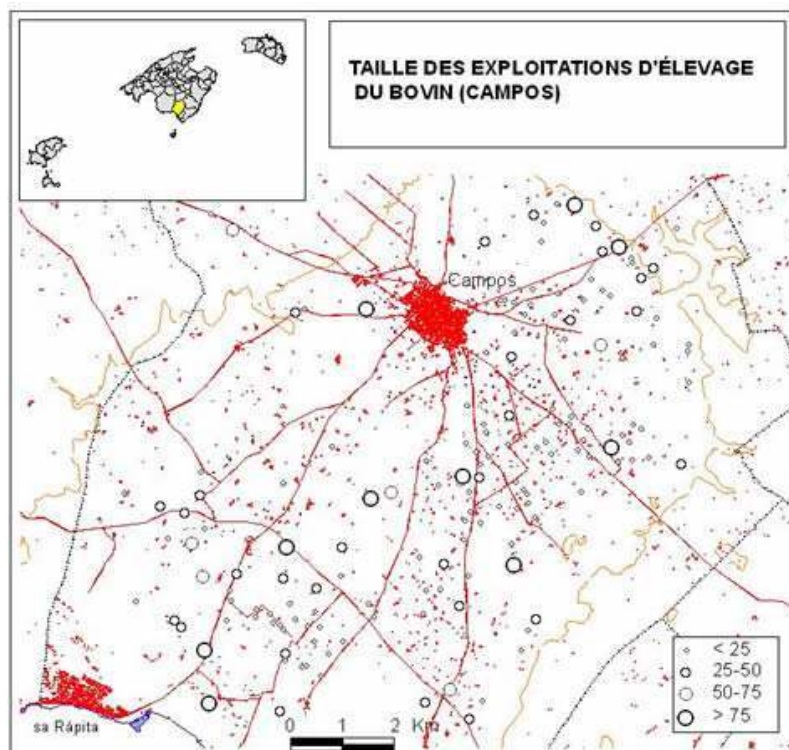 TAILLE DES EXPLOITATIONS D'ÉLEVAGE
DU BOVIN (CAMPOS)
Campos
< 25
25-50
50-75
> 75
sa Ràpita
0 1 2 Km